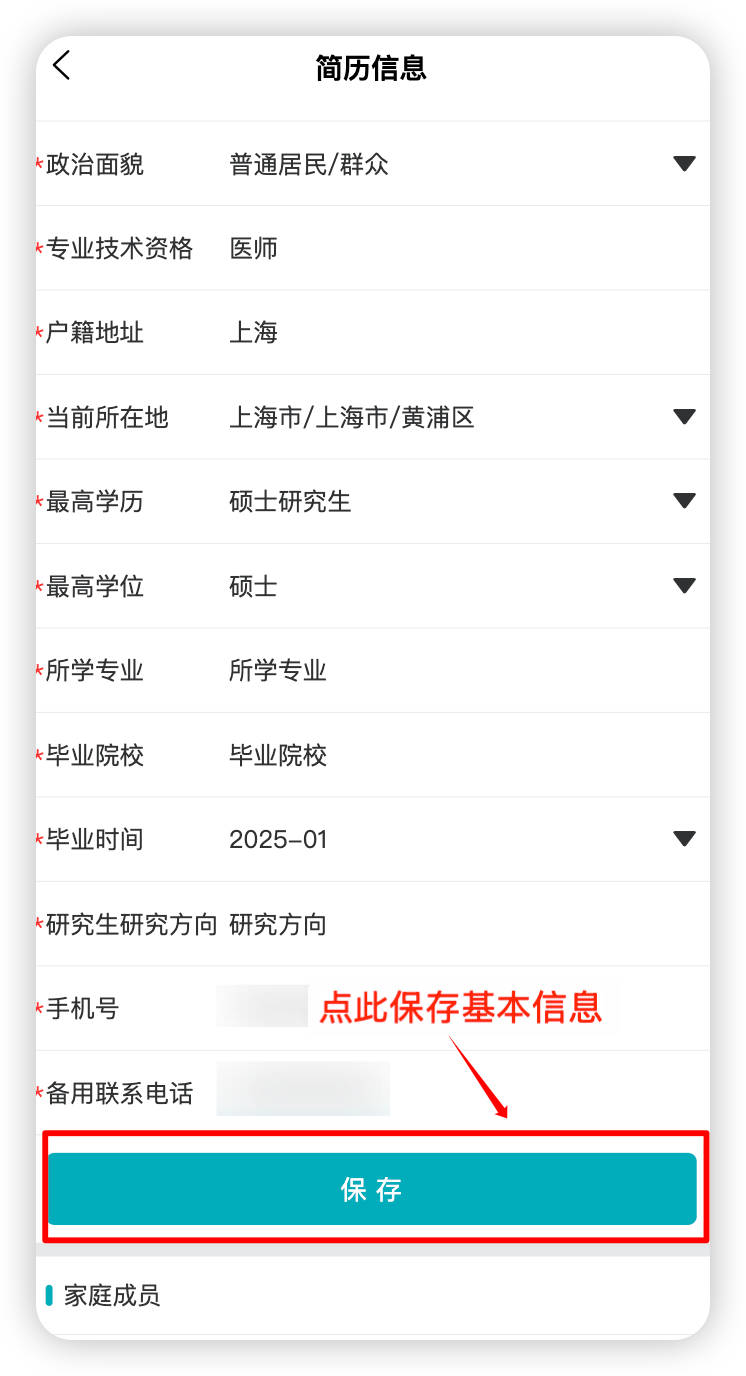 简历信息
*政治面貌 普通居民/群众
*专业技术资格 医师
*户籍地址 上海
*当前所在地 上海市/上海市/黄浦区
*最高学历 硕士研究生
*最高学位 硕士
*所学专业 所学专业
*毕业院校 毕业院校
*毕业时间 2025-01
*研究生研究方向 研究方向
*手机号 点此保存基本信息
*备用联系电话
保 存
家庭成员